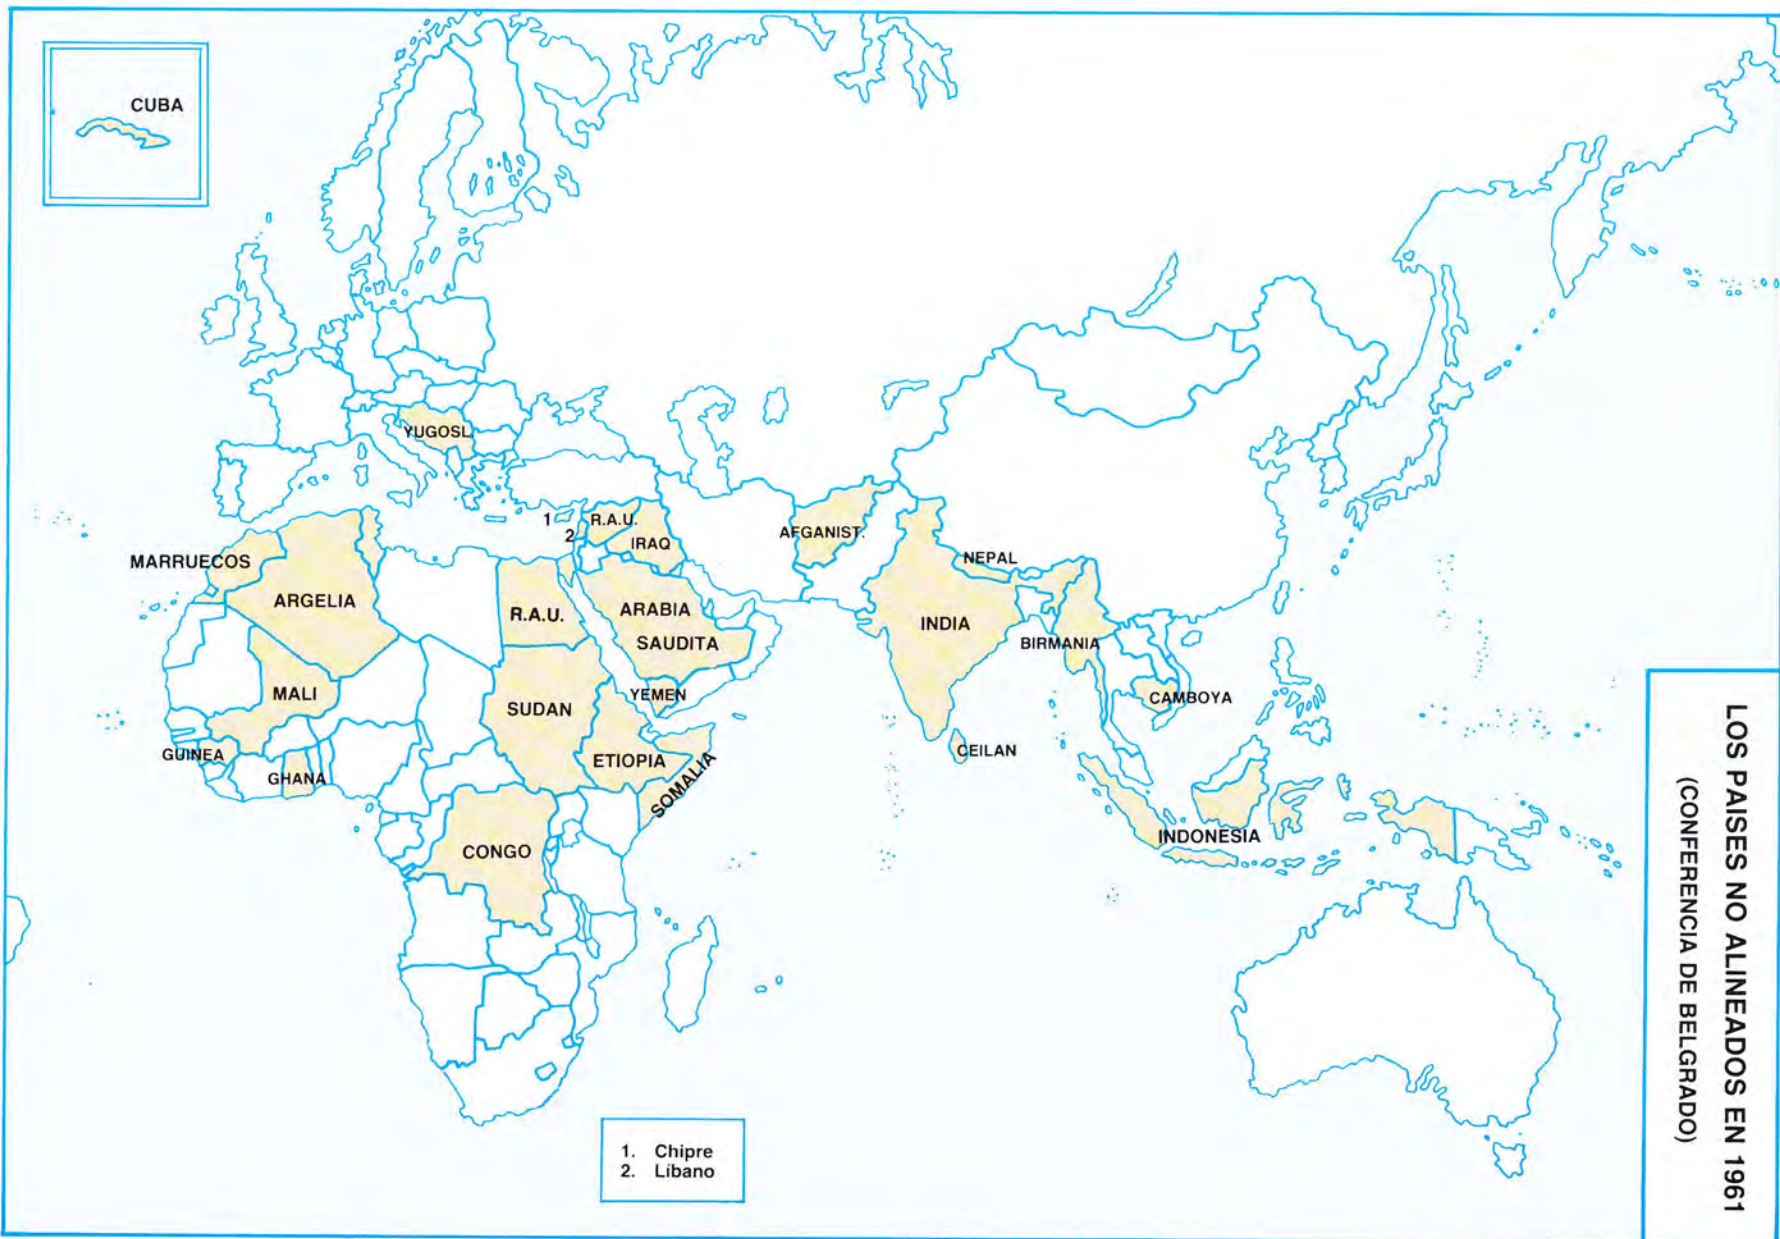 CUBA
YUGOSL.
1
2
R.A.U.
IRAQ
AFGANIST.
MARRUECOS
NEPAL
ARGELIA
R.A.U.
ARABIA
SAUDITA
INDIA
BIRMANIA
MALI
SUDAN
YEMEN
CAMBOYA
GUINEA
GHANA
ETIOPIA
SOMALIA
CEILAN
CONGO
INDONESIA
1. Chipre
2. Líbano
LOS PAISES NO ALINEADOS EN 1961
(CONFERENCIA DE BELGRADO)